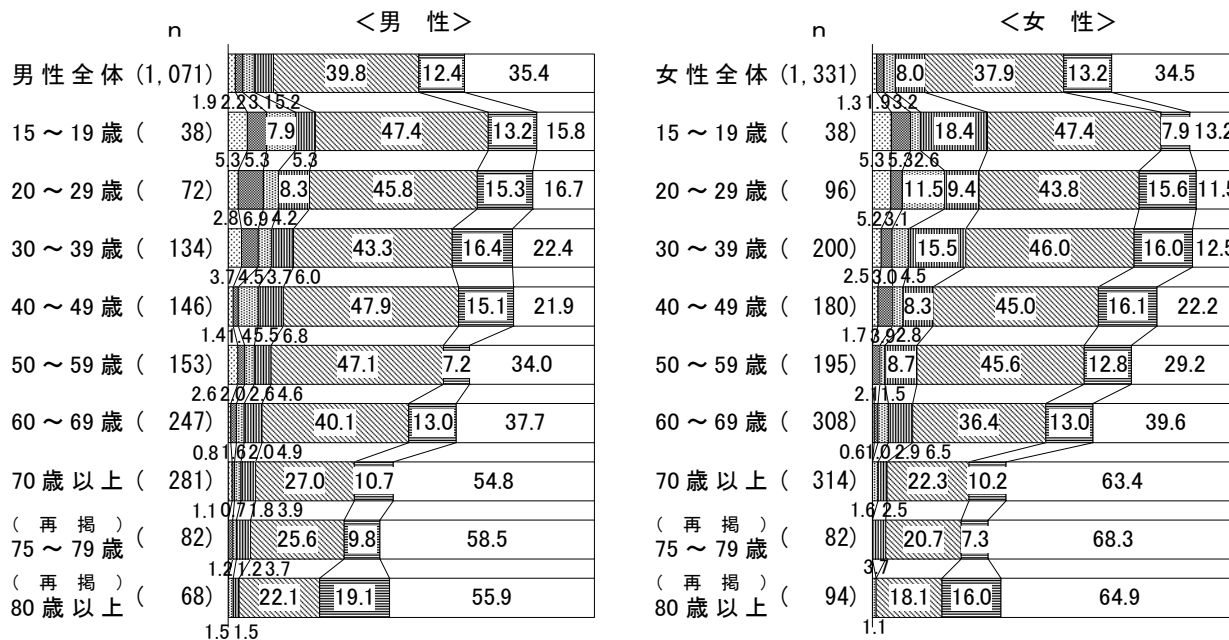 n ＜男　性＞
男性全体(1,071) 39.8 12.4 35.4
1.9 2.2 3.1 5.2
15～19歳( 38) 7.9 47.4 13.2 15.8
5.3 5.3 5.3
20～29歳( 72) 8.3 45.8 15.3 16.7
2.8 6.9 4.2
30～39歳( 134) 43.3 16.4 22.4
3.7 4.5 3.7 6.0
40～49歳( 146) 47.9 15.1 21.9
1.4 1.4 5.5 6.8
50～59歳( 153) 47.1 7.2 34.0
2.6 2.0 2.6 4.6
60～69歳( 247) 40.1 13.0 37.7
0.8 1.6 2.0 4.9
70歳以上( 281) 27.0 10.7 54.8
1.1 0.7 1.8 3.9
(再掲)
75～79歳( 82) 25.6 9.8 58.5
1.2 1.2 3.7
(再掲)
80歳以上( 68) 22.1 19.1 55.9
1.5 1.5
n ＜女　性＞
女性全体(1,331) 8.0 37.9 13.2 34.5
1.3 1.9 3.2
15～19歳( 38) 18.4 47.4 7.9 13.2
5.3 5.3 2.6
20～29歳( 96) 11.5 9.4 43.8 15.6 11.5
5.2 3.1
30～39歳( 200) 15.5 46.0 16.0 12.5
2.5 3.0 4.5
40～49歳( 180) 8.3 45.0 16.1 22.2
1.7 3.9 2.8
50～59歳( 195) 8.7 45.6 12.8 29.2
2.1 1.5
60～69歳( 308) 36.4 13.0 39.6
0.6 1.0 2.9 6.5
70歳以上( 314) 22.3 10.2 63.4
1.6 2.5
(再掲)
75～79歳( 82) 20.7 7.3 68.3
3.7
(再掲)
80歳以上( 94) 18.1 16.0 64.9
1.1